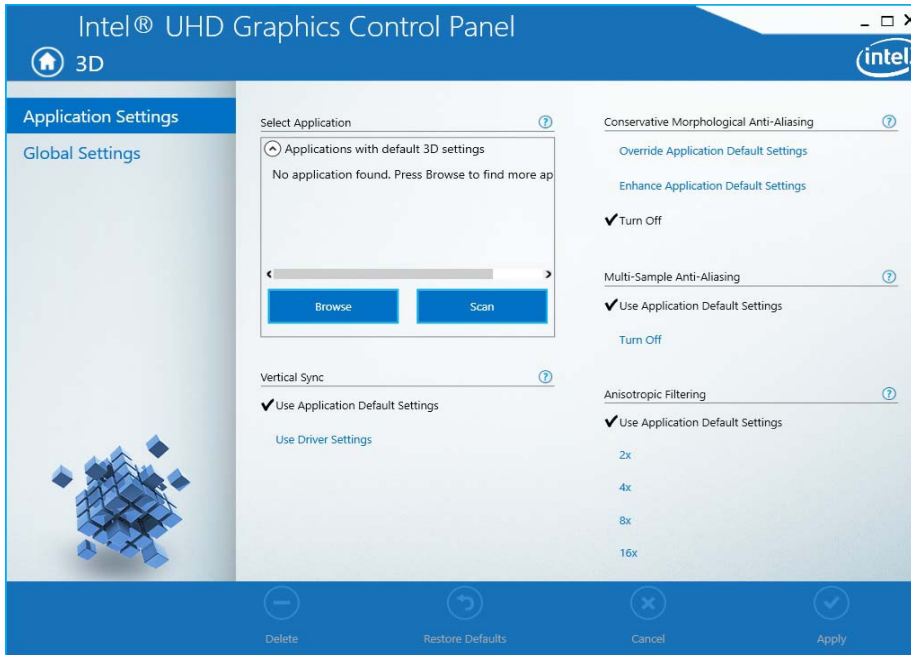 Intel® UHD Graphics Control Panel
3D
intel
Application Settings
Global Settings
Select Application
?
Applications with default 3D settings
No application found. Press Browse to find more ap
Browse
Scan
Vertical Sync
?
Use Application Default Settings
Use Driver Settings
Conservative Morphological Anti-Aliasing
?
Override Application Default Settings
Enhance Application Default Settings
Turn Off
Multi-Sample Anti-Aliasing
?
Use Application Default Settings
Turn Off
Anisotropic Filtering
?
Use Application Default Settings
2x
4x
8x
16x
Delete
Restore Defaults
Cancel
Apply